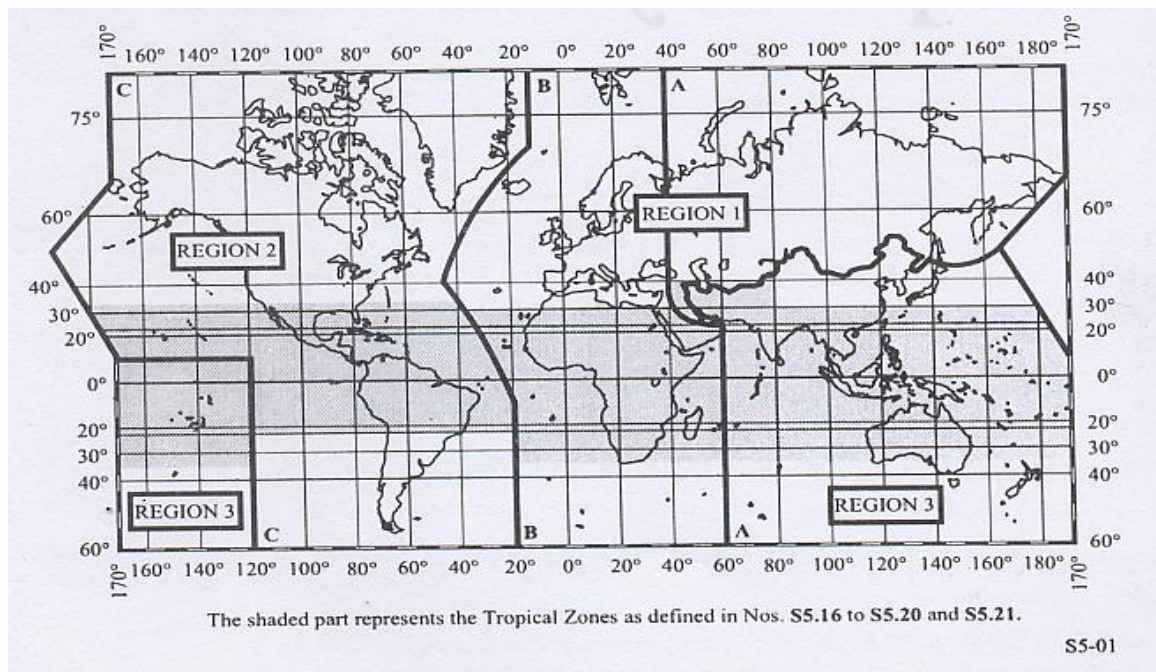 170° 160° 140° 120° 100° 80° 60° 40° 20° 0° 20° 40° 60° 80° 100° 120° 140° 160° 180° 170°
C B A
75° 75°
60° REGION 1 60°
REGION 2
40° 40°
30° 30°
20° 20°
0° 0°
20° 20°
30° 30°
40° 40°
REGION 3 REGION 3
C B A
60° 60°
170° 160° 140° 120° 100° 80° 60° 40° 20° 0° 20° 40° 60° 80° 100° 120° 140° 160° 180° 170°
The shaded part represents the Tropical Zones as defined in Nos. S5.16 to S5.20 and S5.21.
S5-01